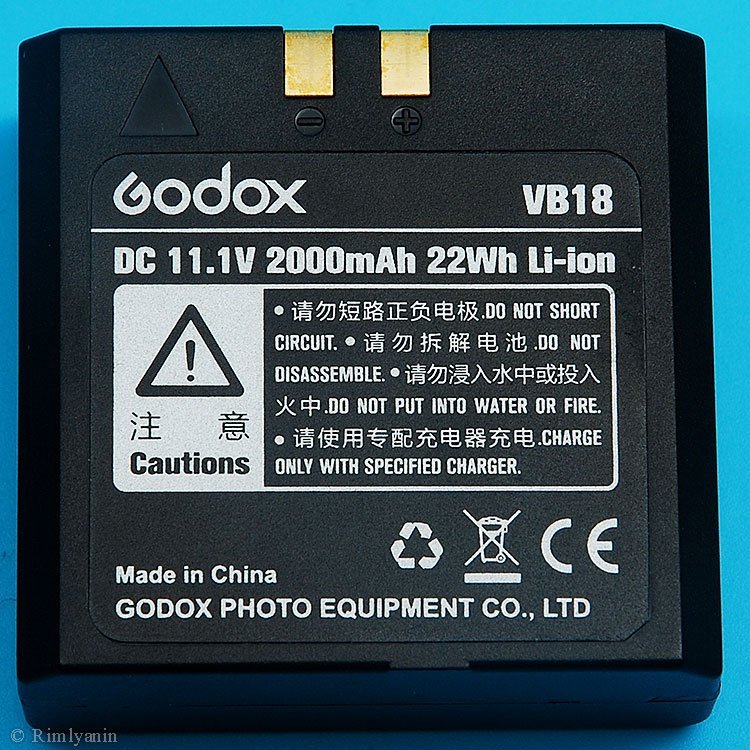 Godox VB18
DC 11.1V 2000mAh 22Wh Li-ion
注 意
Cautions
• 请勿短路正负电极.DO NOT SHORT
CIRCUIT. • 请勿拆解电池.DO NOT
DISASSEMBLE. • 请勿浸入水中或投入
火中.DO NOT PUT INTO WATER OR FIRE.
• 请使用专配充电器充电.CHARGE
ONLY WITH SPECIFIED CHARGER.
CE
Made in China
GODOX PHOTO EQUIPMENT CO., LTD
© Rimlyanin